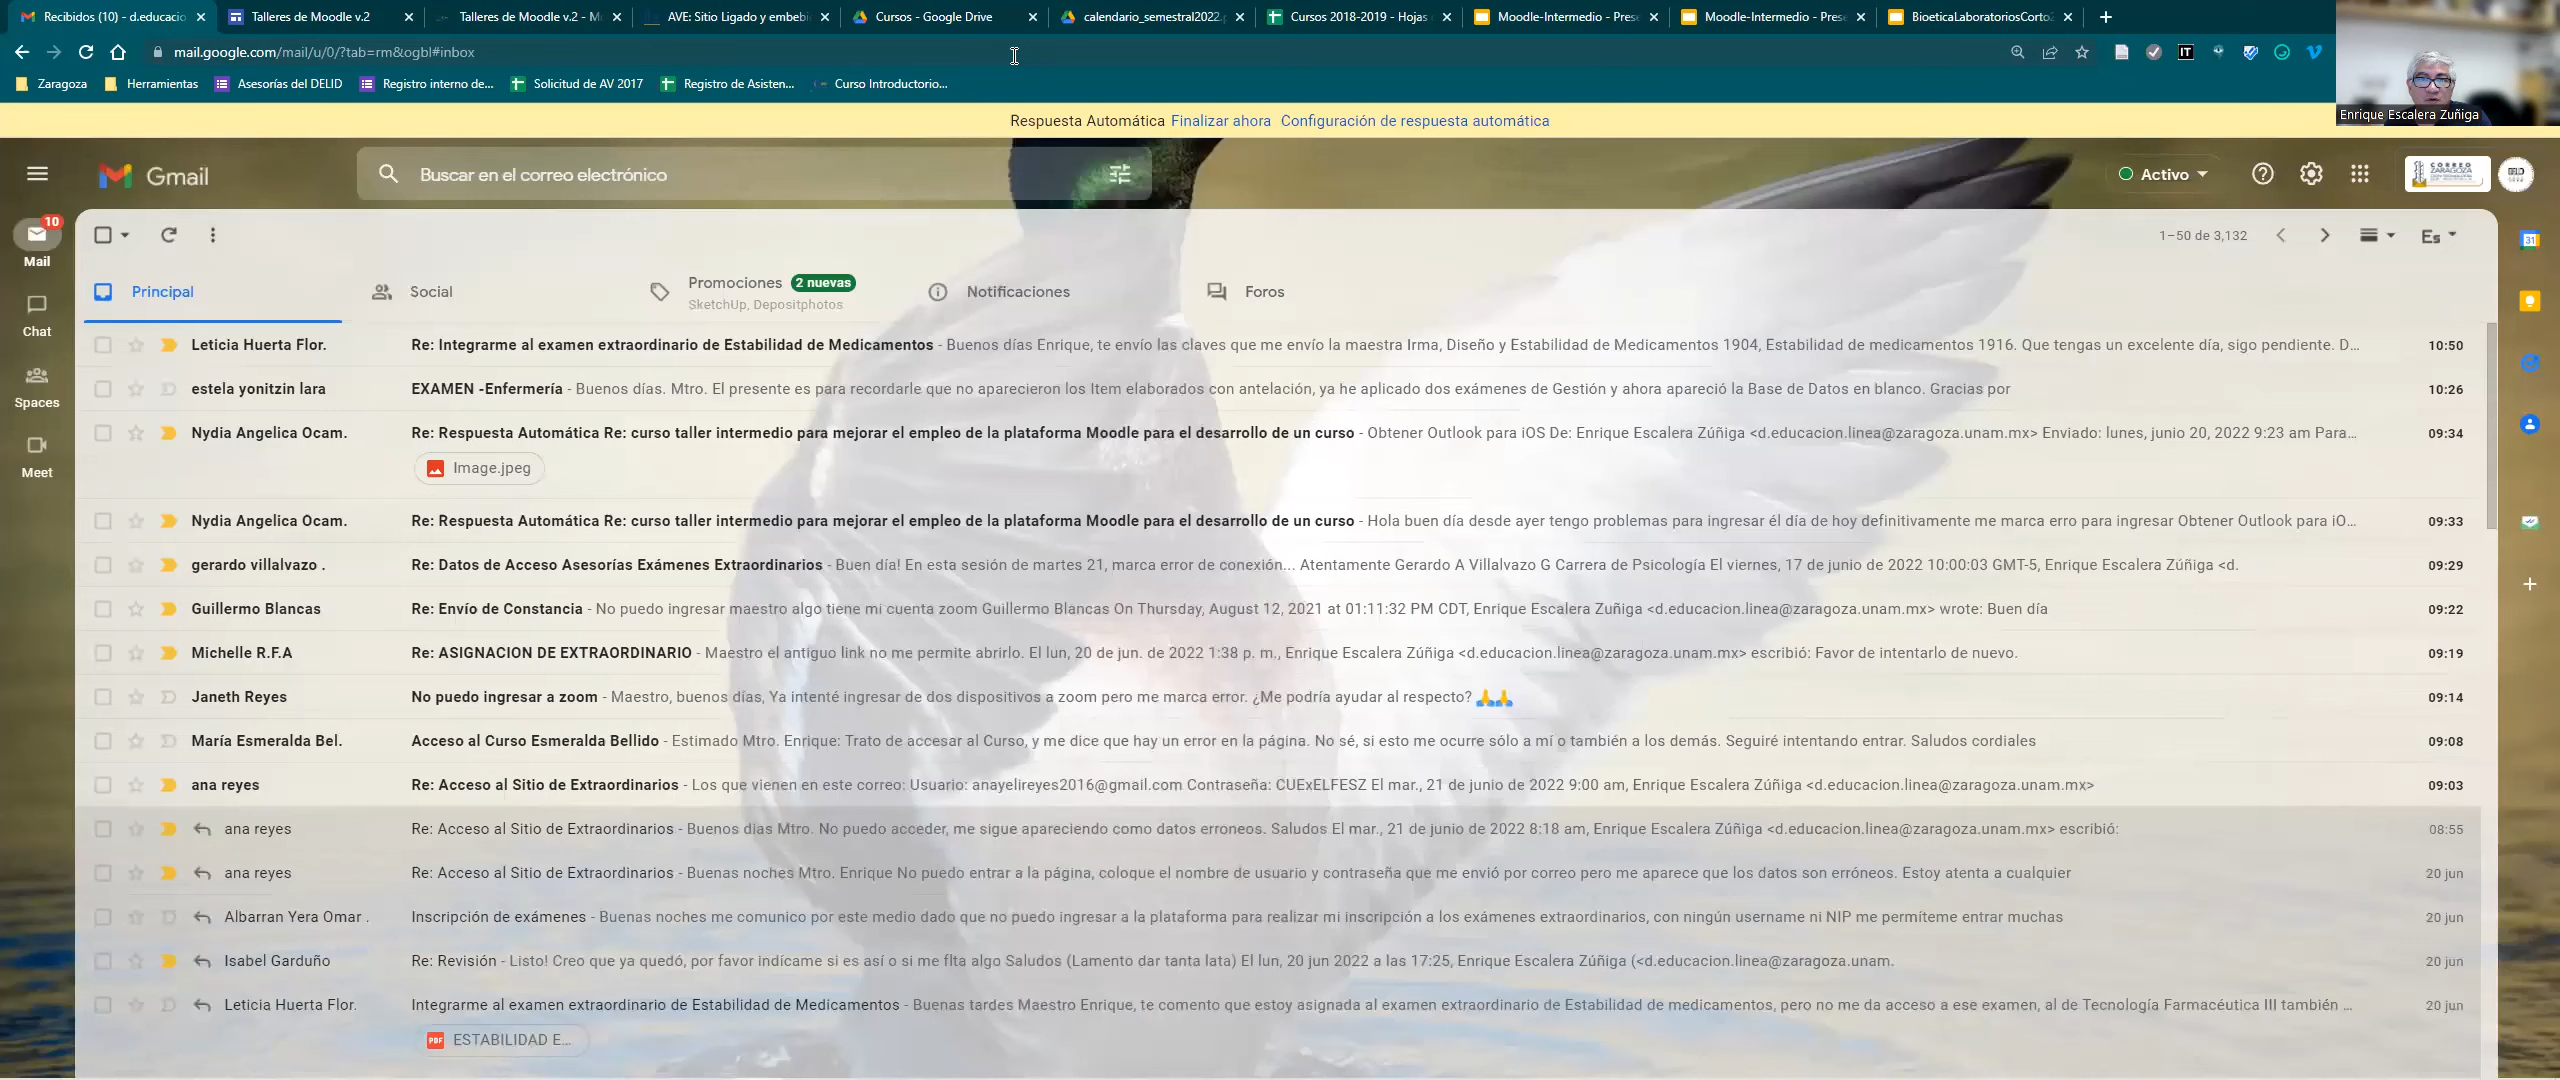 Recibidos (10) - d.educacio
Talleres de Moodle v.2
Talleres de Moodle v.2 - M
AVE: Sitio Ligado y embebi
Cursos - Google Drive
calendario_semestral2022.
Cursos 2018-2019 - Hojas
Moodle-Intermedio - Pres
Moodle-Intermedio - Pres
BioeticaLaboratoriosCorto
mail.google.com/mail/u/0/?tab=rm&ogbl#inbox
Zaragoza
Herramientas
Asesorías del DELID
Registro interno de...
Solicitud de AV 2017
Registro de Asisten...
Curso Introductorio...
Enrique Escalera Zuñiga
Respuesta Automática Finalizar ahora Configuración de respuesta automática
Gmail
Buscar en el correo electrónico
Activo
CORREO
ZARAGOZA
10
Mail
Chat
Spaces
Meet
1–50 de 3,132
Es
31
Principal
Social
Promociones 2 nuevas
SketchUp, Depositphotos
Notificaciones
Foros
Leticia Huerta Flor. Re: Integrarme al examen extraordinario de Estabilidad de Medicamentos - Buenos días Enrique, te envío las claves que me envío la maestra Irma, Diseño y Estabilidad de Medicamentos 1904, Estabilidad de medicamentos 1916. Que tengas un excelente día, sigo pendiente. D... 10:50
estela yonitzin lara EXAMEN -Enfermería - Buenos días. Mtro. El presente es para recordarle que no aparecieron los Item elaborados con antelación, ya he aplicado dos exámenes de Gestión y ahora apareció la Base de Datos en blanco. Gracias por 10:26
Nydia Angelica Ocam. Re: Respuesta Automática Re: curso taller intermedio para mejorar el empleo de la plataforma Moodle para el desarrollo de un curso - Obtener Outlook para iOS De: Enrique Escalera Zúñiga <d.educacion.linea@zaragoza.unam.mx> Enviado: lunes, junio 20, 2022 9:23 am Para... 09:34
Image.jpeg
Nydia Angelica Ocam. Re: Respuesta Automática Re: curso taller intermedio para mejorar el empleo de la plataforma Moodle para el desarrollo de un curso - Hola buen día desde ayer tengo problemas para ingresar él día de hoy definitivamente me marca erro para ingresar Obtener Outlook para iO... 09:33
gerardo villalvazo . Re: Datos de Acceso Asesorías Exámenes Extraordinarios - Buen día! En esta sesión de martes 21, marca error de conexión... Atentamente Gerardo A Villalvazo G Carrera de Psicología El viernes, 17 de junio de 2022 10:00:03 GMT-5, Enrique Escalera Zúñiga <d. 09:29
Guillermo Blancas Re: Envío de Constancia - No puedo ingresar maestro algo tiene mi cuenta zoom Guillermo Blancas On Thursday, August 12, 2021 at 01:11:32 PM CDT, Enrique Escalera Zuñiga <d.educacion.linea@zaragoza.unam.mx> wrote: Buen día 09:22
Michelle R.F.A Re: ASIGNACION DE EXTRAORDINARIO - Maestro el antiguo link no me permite abrirlo. El lun, 20 de jun. de 2022 1:38 p. m., Enrique Escalera Zúñiga <d.educacion.linea@zaragoza.unam.mx> escribió: Favor de intentarlo de nuevo. 09:19
Janeth Reyes No puedo ingresar a zoom - Maestro, buenos días, Ya intenté ingresar de dos dispositivos a zoom pero me marca error. ¿Me podría ayudar al respecto? 🙏🙏 09:14
María Esmeralda Bel. Acceso al Curso Esmeralda Bellido - Estimado Mtro. Enrique: Trato de accesar al Curso, y me dice que hay un error en la página. No sé, si esto me ocurre sólo a mí o también a los demás. Seguiré intentando entrar. Saludos cordiales 09:08
ana reyes Re: Acceso al Sitio de Extraordinarios - Los que vienen en este correo: Usuario: anayelireyes2016@gmail.com Contraseña: CUExELFESZ El mar., 21 de junio de 2022 9:00 am, Enrique Escalera Zúñiga <d.educacion.linea@zaragoza.unam.mx> 09:03
ana reyes Re: Acceso al Sitio de Extraordinarios - Buenos días Mtro. No puedo acceder, me sigue apareciendo como datos erroneos. Saludos El mar., 21 de junio de 2022 8:18 am, Enrique Escalera Zúñiga <d.educacion.linea@zaragoza.unam.mx> escribió: 08:55
ana reyes Re: Acceso al Sitio de Extraordinarios - Buenas noches Mtro. Enrique No puedo entrar a la página, coloque el nombre de usuario y contraseña que me envió por correo pero me aparece que los datos son erróneos. Estoy atenta a cualquier 20 jun
Albarran Yera Omar . Inscripción de exámenes - Buenas noches me comunico por este medio dado que no puedo ingresar a la plataforma para realizar mi inscripción a los exámenes extraordinarios, con ningún username ni NIP me permíteme entrar muchas 20 jun
Isabel Garduño Re: Revisión - Listo! Creo que ya quedó, por favor indícame si es así o si me flta algo Saludos (Lamento dar tanta lata) El lun, 20 jun 2022 a las 17:25, Enrique Escalera Zúñiga (<d.educacion.linea@zaragoza.unam. 20 jun
Leticia Huerta Flor. Integrarme al examen extraordinario de Estabilidad de Medicamentos - Buenas tardes Maestro Enrique, te comento que estoy asignada al examen extraordinario de Estabilidad de medicamentos, pero no me da acceso a ese examen, al de Tecnología Farmacéutica III también ... 20 jun
PDF ESTABILIDAD E...